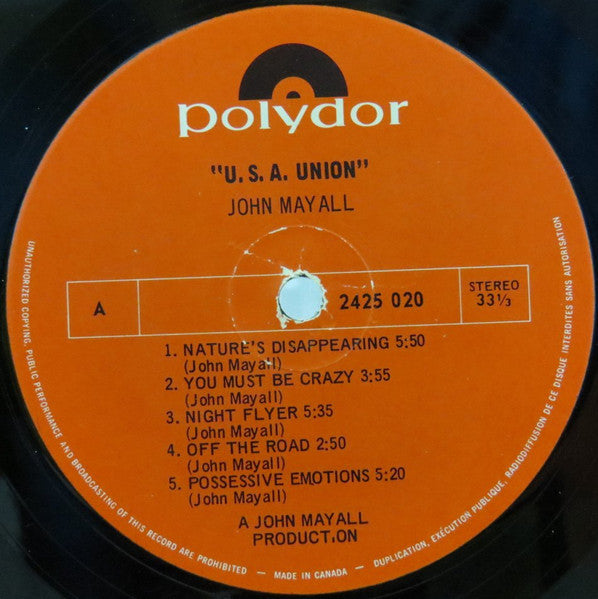 polydor
"U. S. A. UNION"
JOHN MAYALL
A
2425 020
STEREO
33⅓
1. NATURE'S DISAPPEARING 5:50
(John Mayall)
2. YOU MUST BE CRAZY 3:55
(John Mayall)
3. NIGHT FLYER 5:35
(John Mayall)
4. OFF THE ROAD 2:50
(John Mayall)
5. POSSESSIVE EMOTIONS 5:20
(John Mayall)
A JOHN MAYALL
PRODUCTION
UNAUTHORIZED COPYING, PUBLIC PERFORMANCE AND BROADCASTING OF THIS RECORD ARE PROHIBITED — MADE IN CANADA — DUPLICATION, EXÉCUTION PUBLIQUE, RADIODIFFUSION DE CE DISQUE INTERDITES SANS AUTORISATION